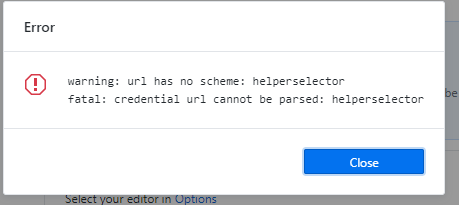 Error
warning: url has no scheme: helperselector
fatal: credential url cannot be parsed: helperselector
be
Close
Select your editor in Options